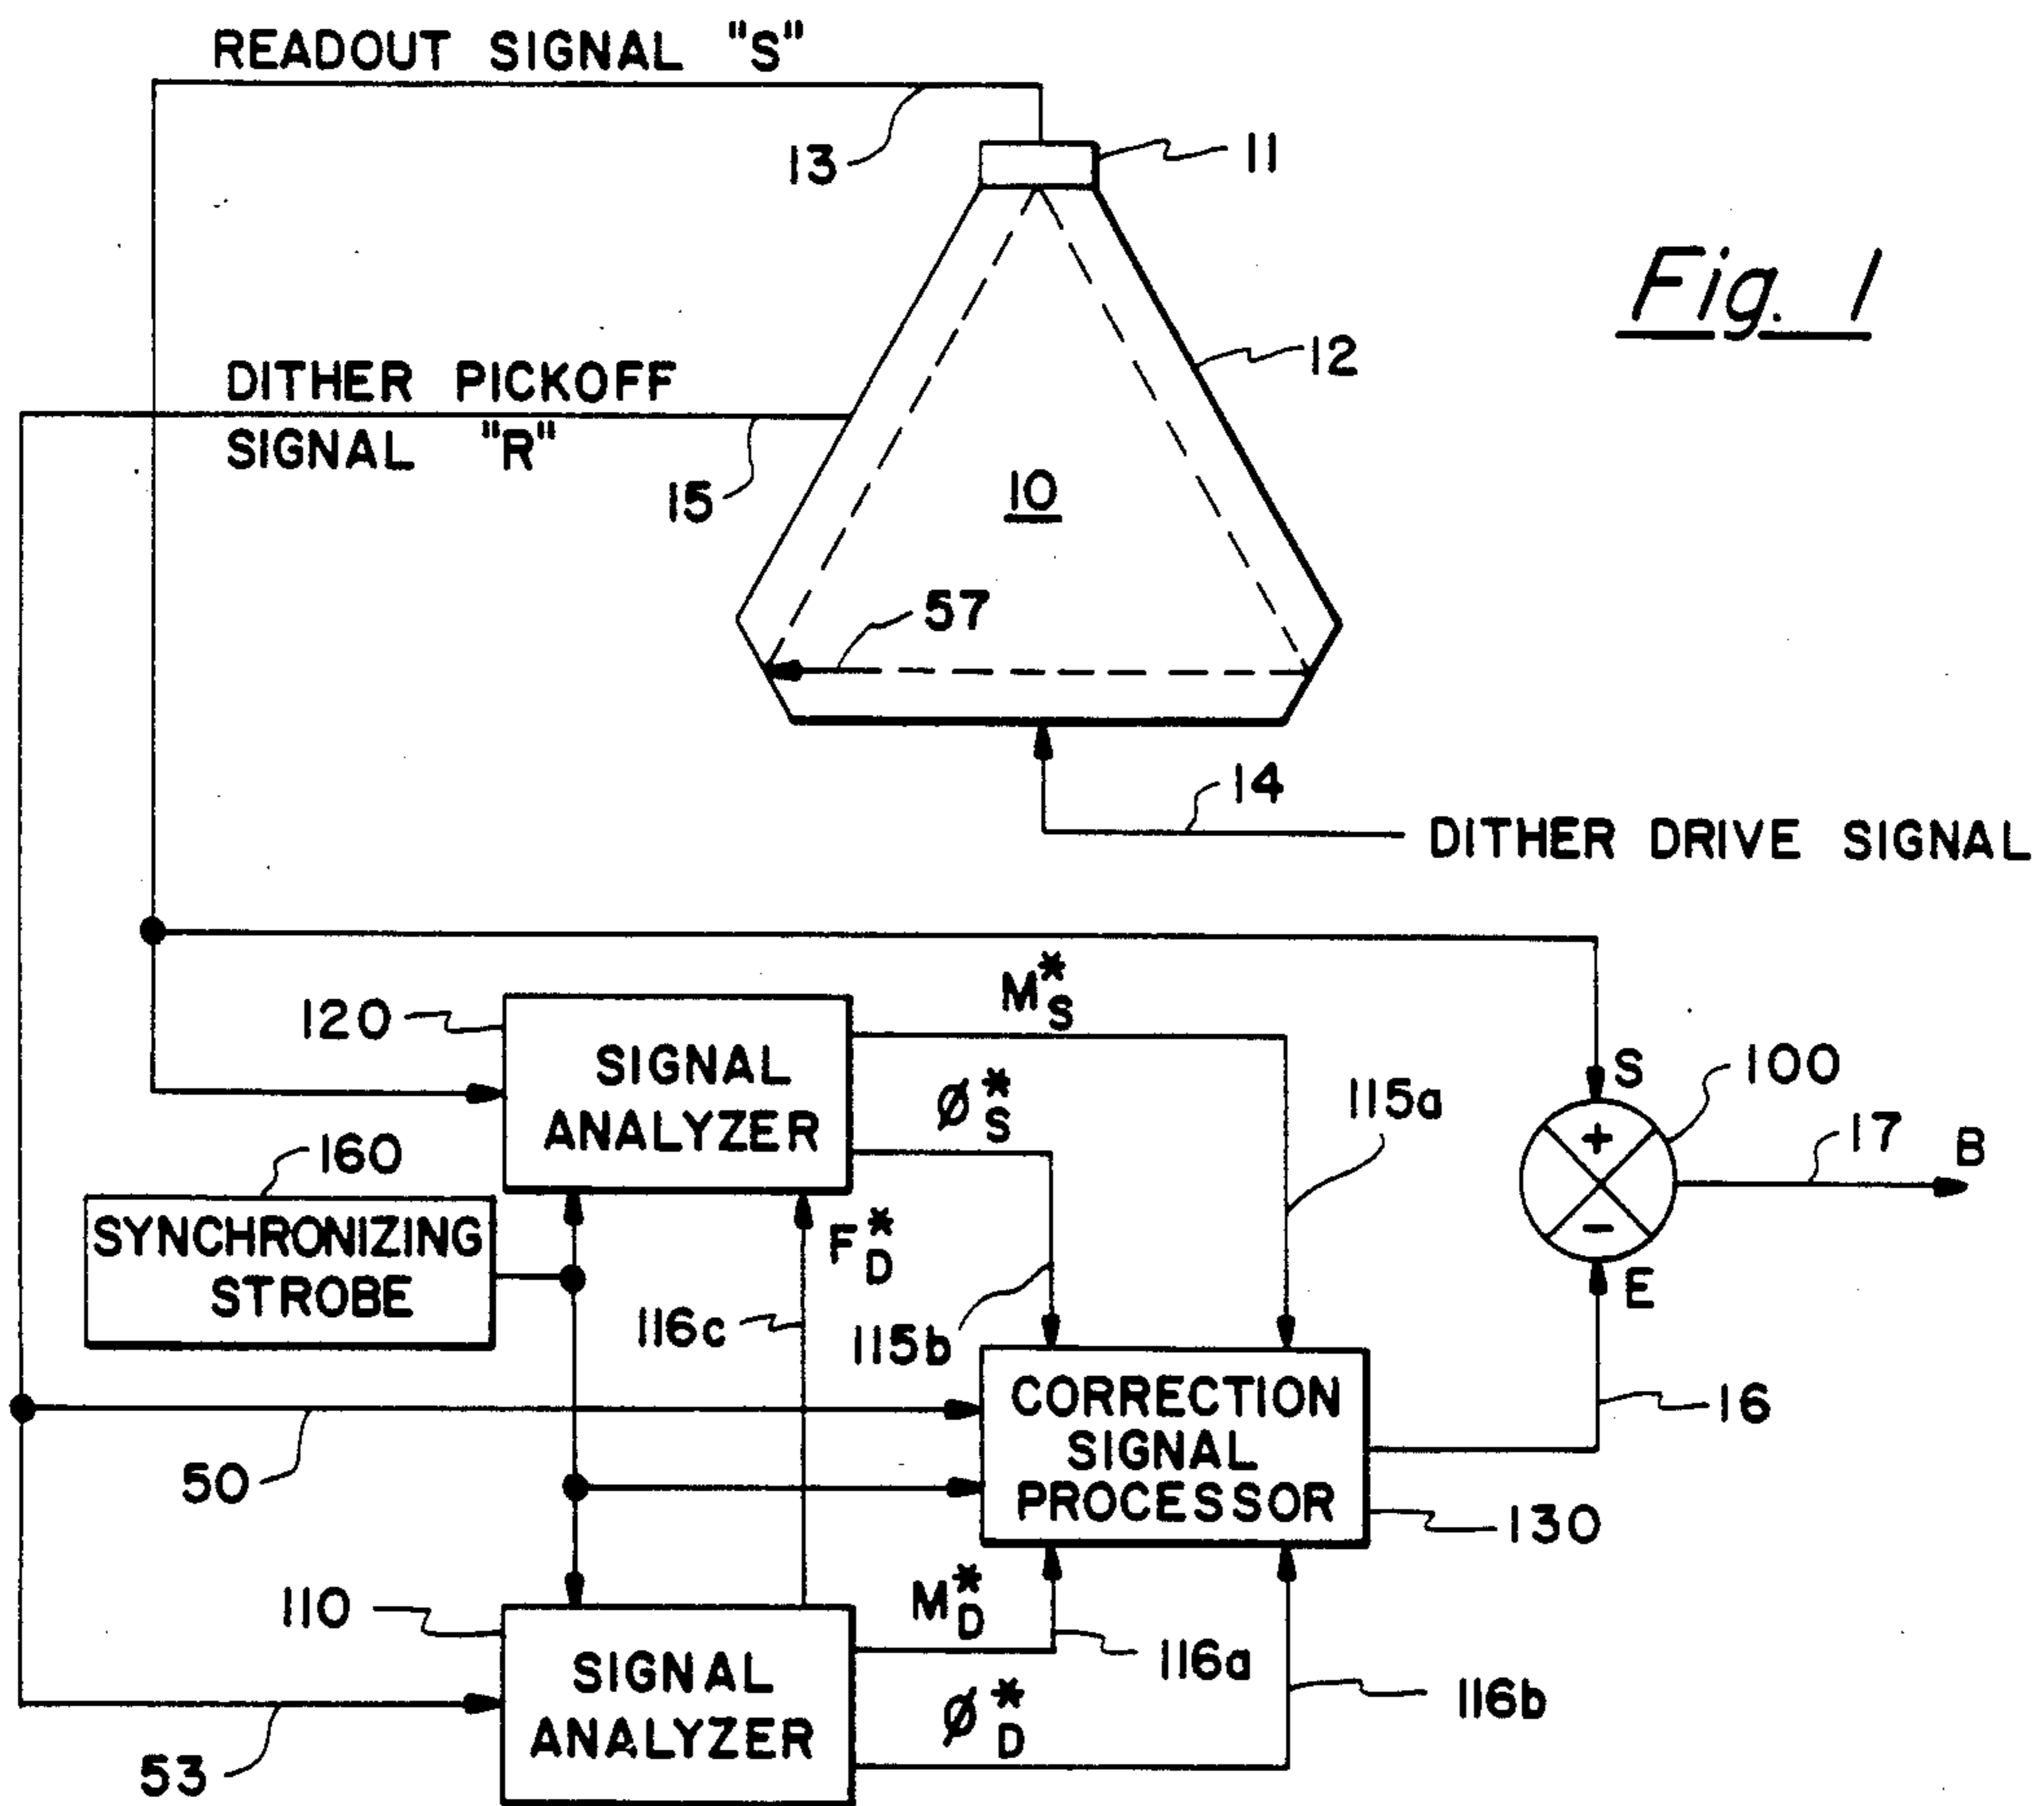 READOUT SIGNAL "S"
13
11
Fig. 1
12
DITHER PICKOFF
SIGNAL "R"
15
10
57
14
DITHER DRIVE SIGNAL
M*S
120
SIGNAL
ANALYZER
Ø*S
115a
S
100
+
17
B
160
SYNCHRONIZING
STROBE
F*D
−
E
116c
115b
CORRECTION
SIGNAL
PROCESSOR
16
50
130
110
M*D
116a
SIGNAL
ANALYZER
Ø*D
116b
53